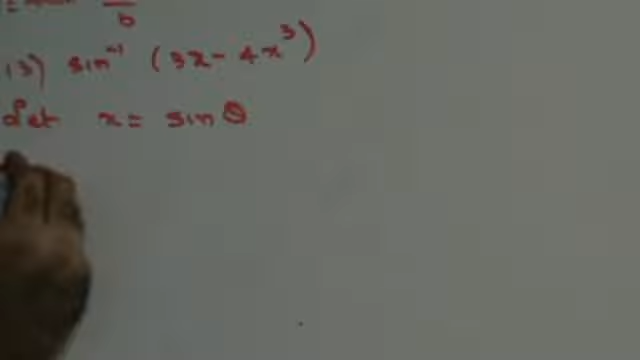 b
13) sin⁻¹ (3x - 4x³)
Let x = sin θ